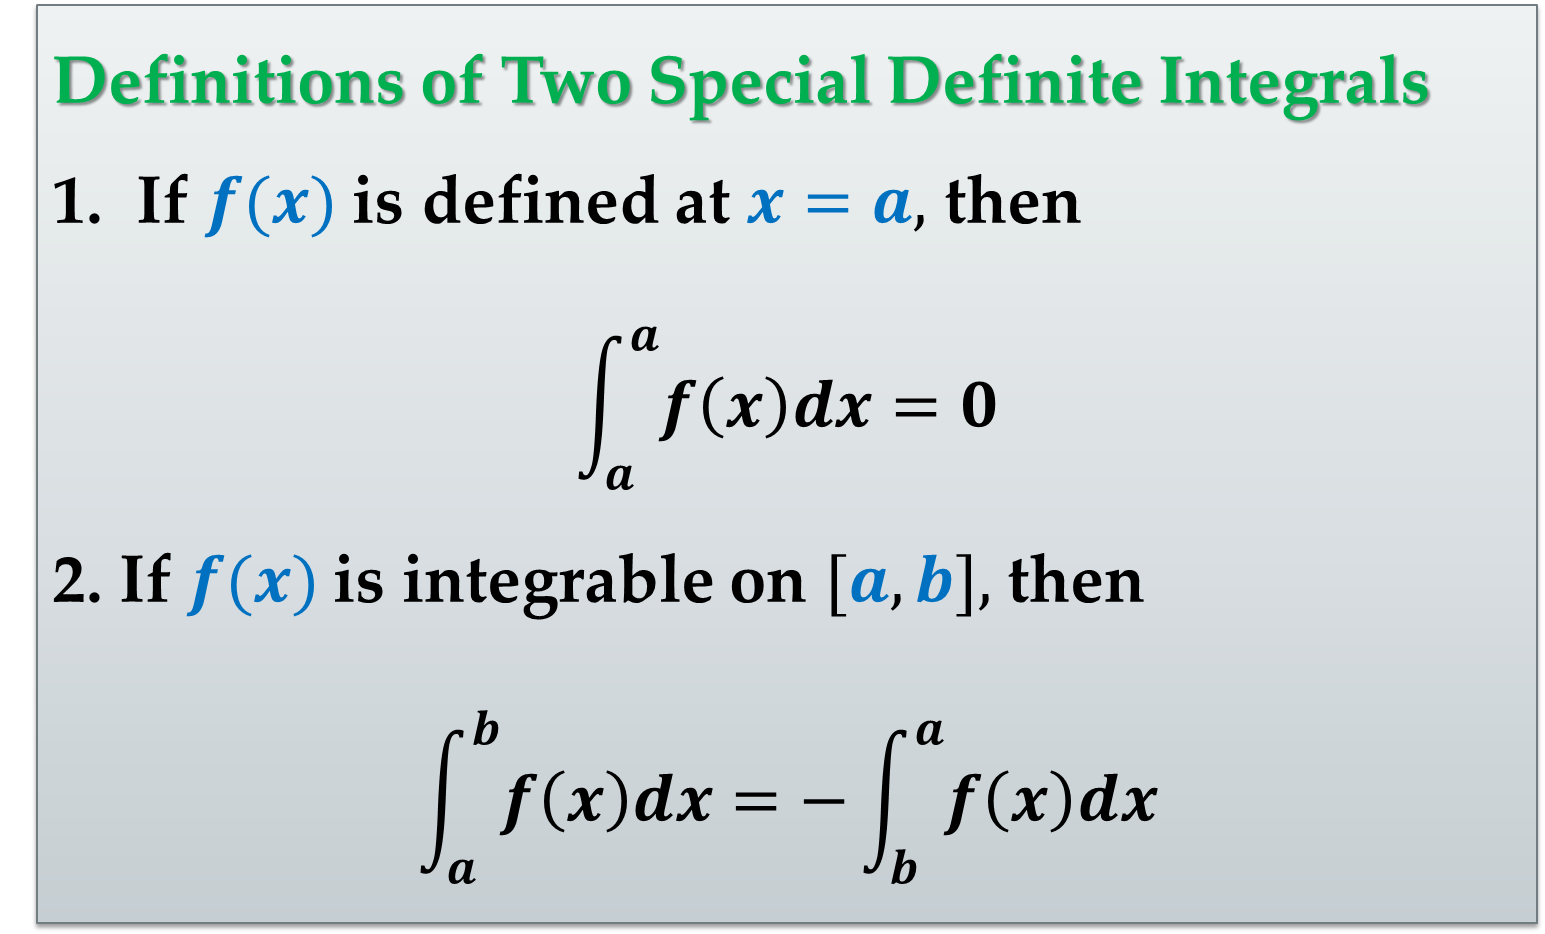 Definitions of Two Special Definite Integrals
1. If f(x) is defined at x = a, then
∫_a^a f(x)dx = 0
2. If f(x) is integrable on [a, b], then
∫_a^b f(x)dx = − ∫_b^a f(x)dx